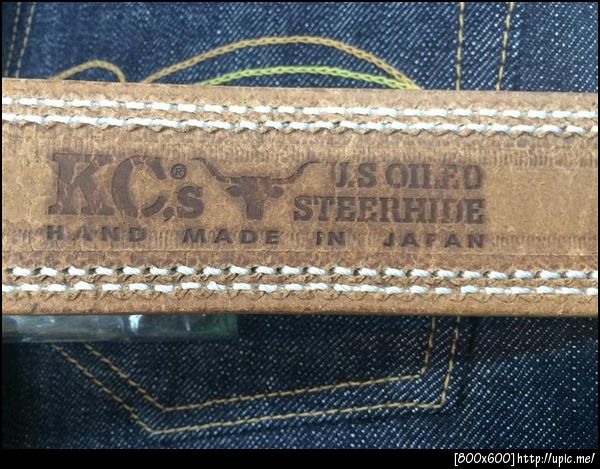 KC,s® U.S OILED
STEERHIDE
HAND MADE IN JAPAN
[800x600]http://upic.me/